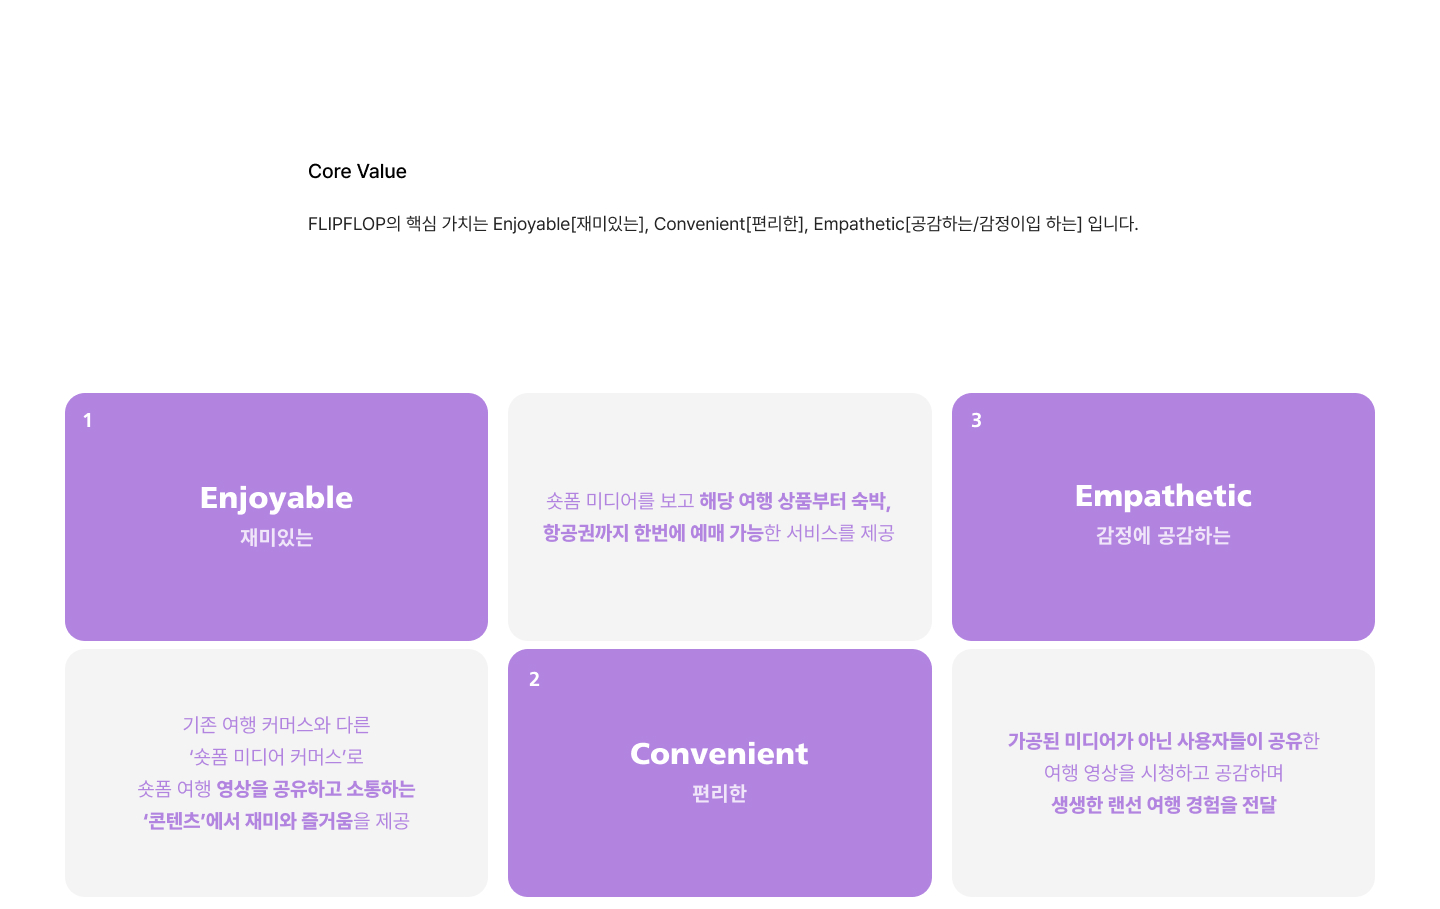 Core Value
FLIPFLOP의 핵심 가치는 Enjoyable[재미있는], Convenient[편리한], Empathetic[공감하는/감정이입 하는] 입니다.
1
Enjoyable
재미있는
기존 여행 커머스와 다른
‘숏폼 미디어 커머스’로
숏폼 여행 영상을 공유하고 소통하는
‘콘텐츠’에서 재미와 즐거움을 제공
숏폼 미디어를 보고 해당 여행 상품부터 숙박,
항공권까지 한번에 예매 가능한 서비스를 제공
2
Convenient
편리한
3
Empathetic
감정에 공감하는
가공된 미디어가 아닌 사용자들이 공유한
여행 영상을 시청하고 공감하며
생생한 랜선 여행 경험을 전달